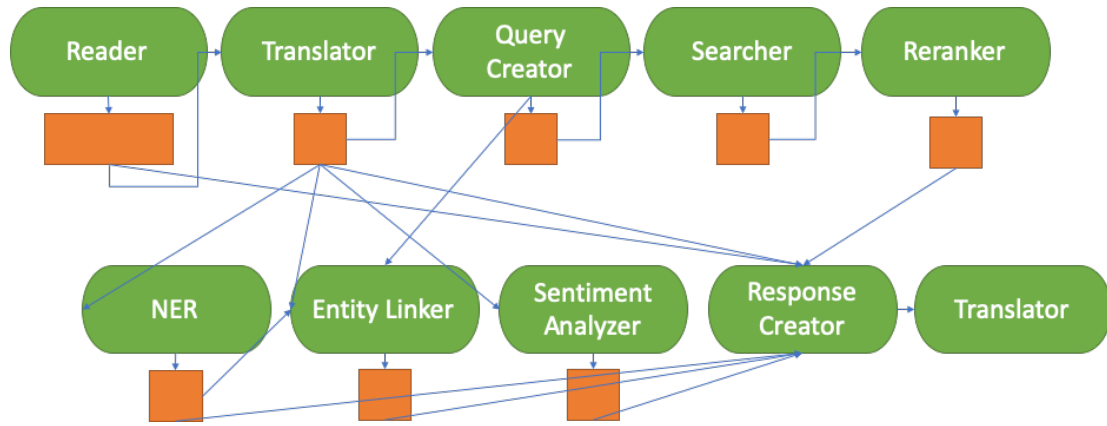 Reader
Translator
Query
Creator
Searcher
Reranker
NER
Entity Linker
Sentiment
Analyzer
Response
Creator
Translator